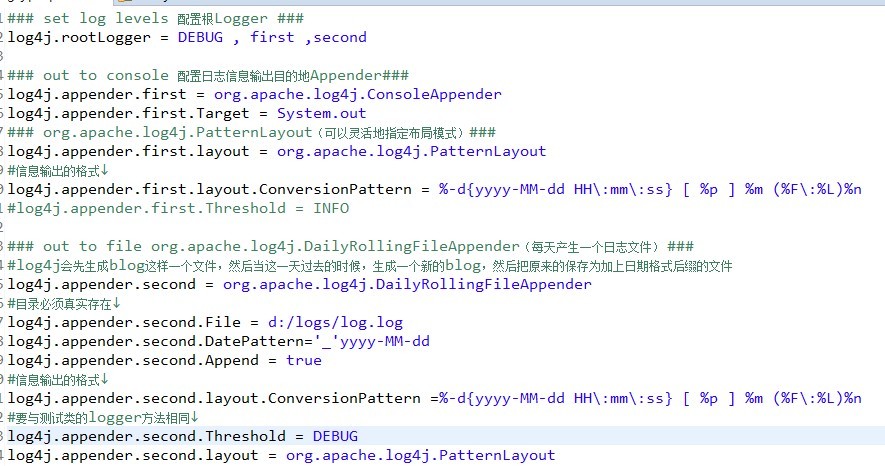 ### set log levels 配置根Logger ###
log4j.rootLogger = DEBUG , first ,second
### out to console 配置日志信息输出目的地Appender###
log4j.appender.first = org.apache.log4j.ConsoleAppender
log4j.appender.first.Target = System.out
### org.apache.log4j.PatternLayout（可以灵活地指定布局模式）###
log4j.appender.first.layout = org.apache.log4j.PatternLayout
#信息输出的格式↓
log4j.appender.first.layout.ConversionPattern = %-d{yyyy-MM-dd HH\:mm\:ss} [ %p ] %m (%F\:%L)%n
#log4j.appender.first.Threshold = INFO
### out to file org.apache.log4j.DailyRollingFileAppender（每天产生一个日志文件）###
#log4j会先生成blog这样一个文件，然后当这一天过去的时候，生成一个新的blog，然后把原来的保存为加上日期格式后缀的文件
log4j.appender.second = org.apache.log4j.DailyRollingFileAppender
#目录必须真实存在↓
log4j.appender.second.File = d:/logs/log.log
log4j.appender.second.DatePattern='_'yyyy-MM-dd
log4j.appender.second.Append = true
#信息输出的格式↓
log4j.appender.second.layout.ConversionPattern =%-d{yyyy-MM-dd HH\:mm\:ss} [ %p ] %m (%F\:%L)%n
#要与测试类的logger方法相同↓
log4j.appender.second.Threshold = DEBUG
log4j.appender.second.layout = org.apache.log4j.PatternLayout